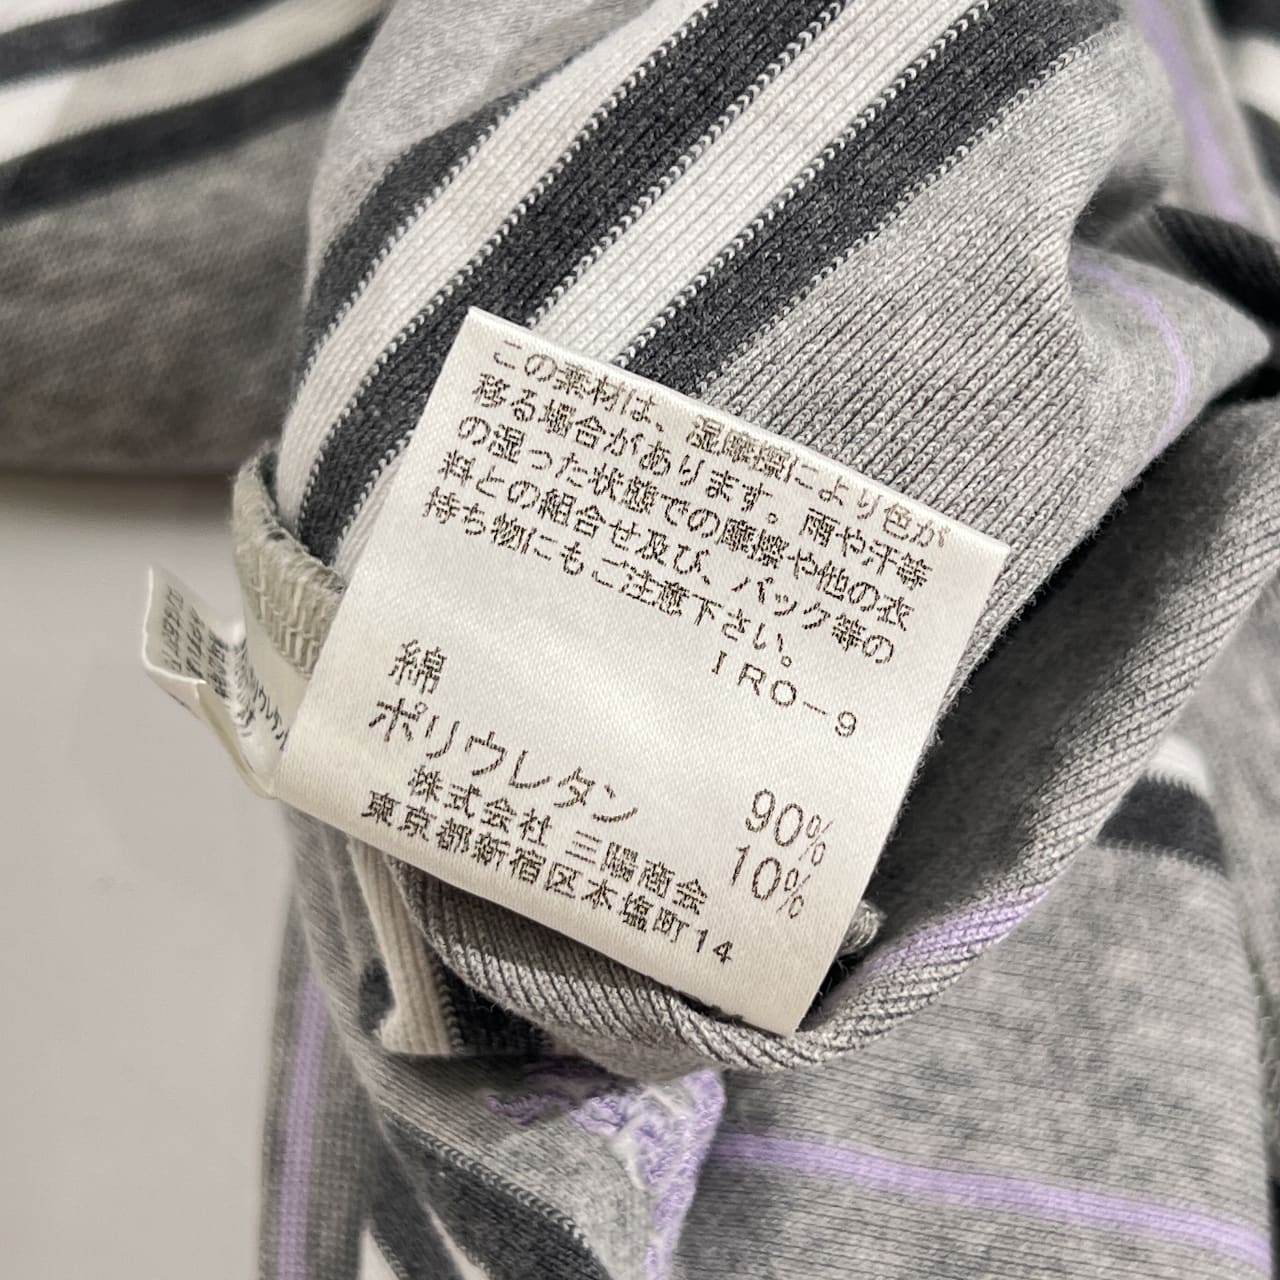 この素材は、湿摩擦により色が
移る場合があります。雨や汗等
の湿った状態での摩擦や他の衣
料との組合せ及び、バック等の
持ち物にもご注意下さい。
IRO-9
綿 90%
ポリウレタン 10%
株式会社 三陽商会
東京都新宿区本塩町14